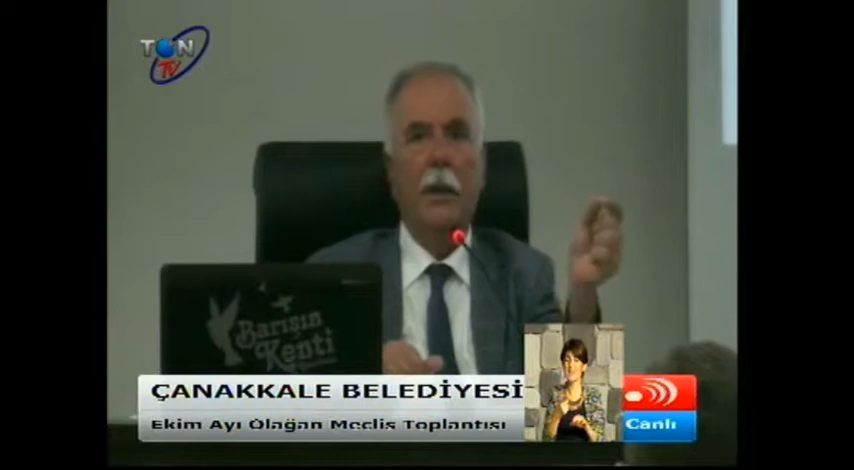 TON
TV
Barışın
Kenti
ÇANAKKALE BELEDİYESİ
Ekim Ayı Olağan Meclis Toplantısı
Canlı